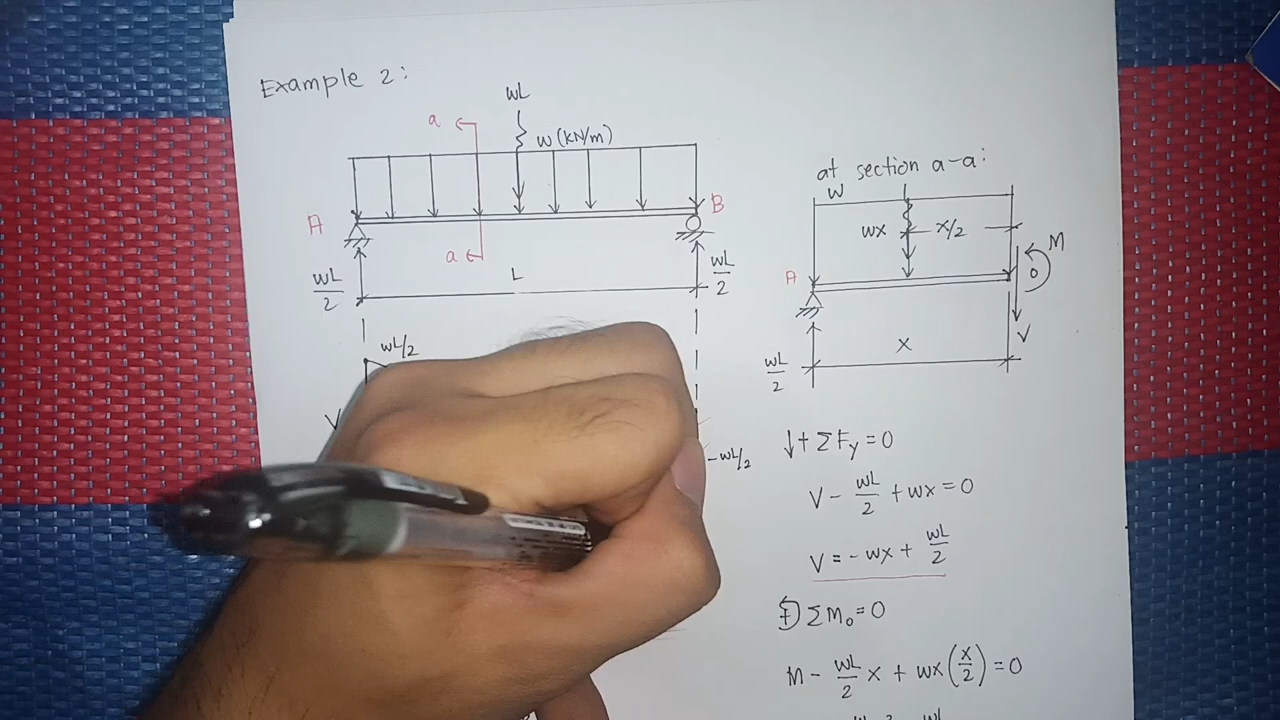 Example 2:
wL
a
w (kN/m)
A
B
a
L
wL/2
wL/2
wL/2
V
-wL/2
at section a-a:
w
wx
x/2
M
A
o
V
x
wL/2
↓+ ΣFy = 0
V - wL/2 + wx = 0
V = - wx + wL/2
+ ΣMo = 0
M - wL/2 x + wx (x/2) = 0